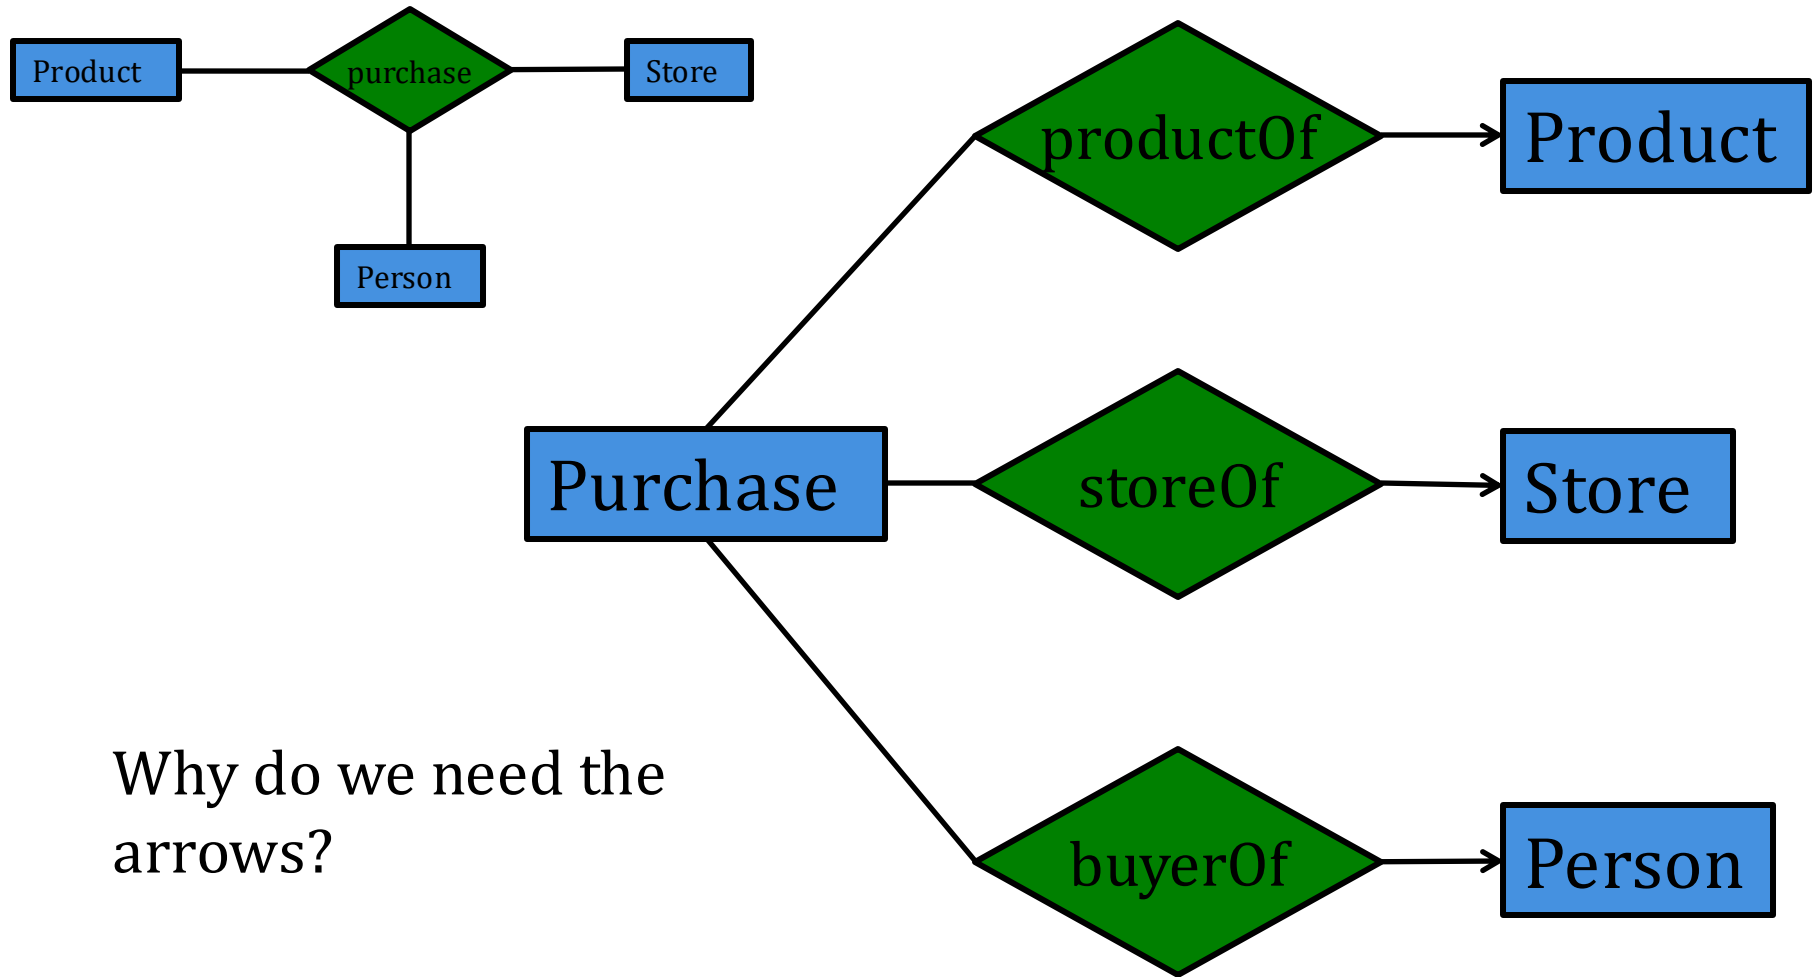 Product
purchase
Store
Person
productOf
Product
Purchase
storeOf
Store
Why do we need the
arrows?
buyerOf
Person